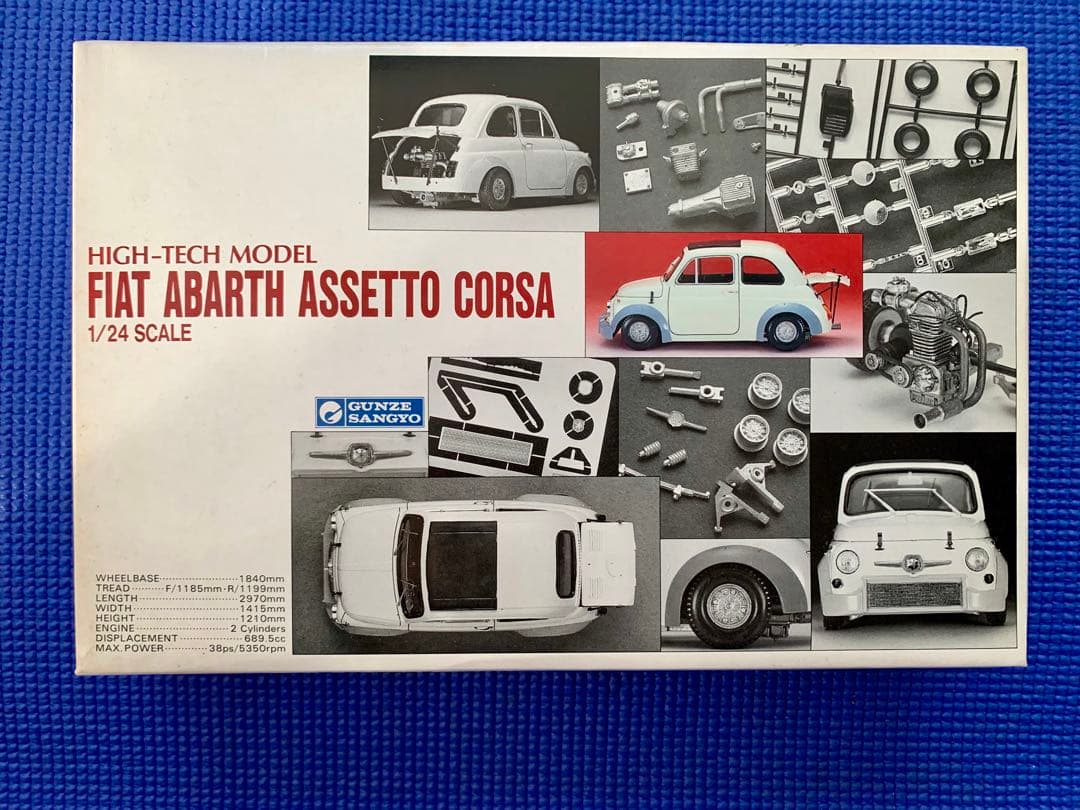 HIGH-TECH MODEL
FIAT ABARTH ASSETTO CORSA
1/24 SCALE
GUNZE
SANGYO
WHEELBASE··················1840mm
TREAD··········F/1185mm·R/1199mm
LENGTH······················2970mm
WIDTH························1415mm
HEIGHT·······················1210mm
ENGINE····················2 Cylinders
DISPLACEMENT···············689.5cc
MAX. POWER············38ps/5350rpm